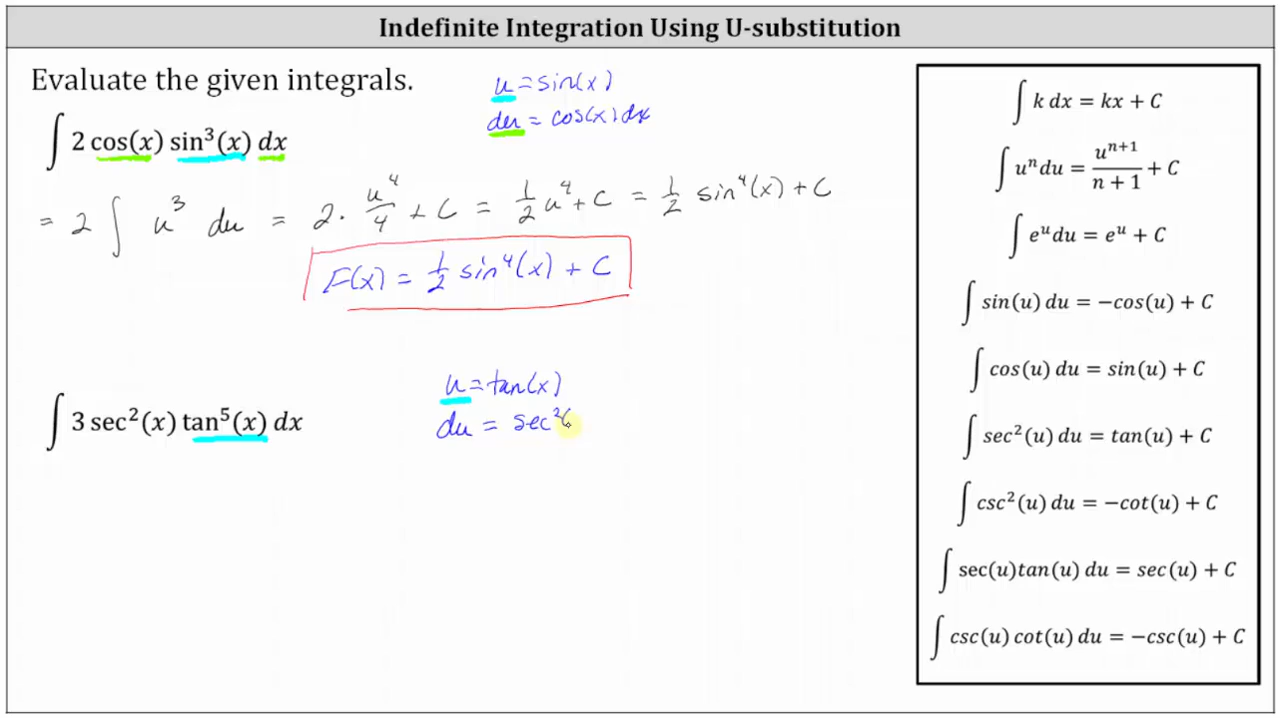 Indefinite Integration Using U-substitution
Evaluate the given integrals.
u = sin(x)
du = cos(x) dx
∫ 2 cos(x) sin³(x) dx
= 2 ∫ u³ du = 2 · u⁴/4 + C = 1/2 u⁴ + C = 1/2 sin⁴(x) + C
F(x) = 1/2 sin⁴(x) + C
u = tan(x)
du = sec²(
∫ 3 sec²(x) tan⁵(x) dx
∫ k dx = kx + C
∫ uⁿ du = uⁿ⁺¹/(n + 1) + C
∫ eᵘ du = eᵘ + C
∫ sin(u) du = −cos(u) + C
∫ cos(u) du = sin(u) + C
∫ sec²(u) du = tan(u) + C
∫ csc²(u) du = −cot(u) + C
∫ sec(u)tan(u) du = sec(u) + C
∫ csc(u) cot(u) du = −csc(u) + C